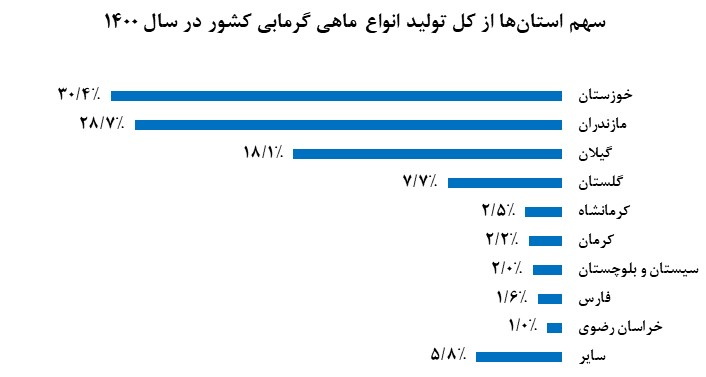 سهم استان‌ها از کل تولید انواع ماهی گرمابی کشور در سال ۱۴۰۰
خوزستان ۳۰/۴٪
مازندران ۲۸/۷٪
گیلان ۱۸/۱٪
گلستان ۷/۷٪
کرمانشاه ۲/۵٪
کرمان ۲/۲٪
سیستان و بلوچستان ۲/۰٪
فارس ۱/۶٪
خراسان رضوی ۱/۰٪
سایر ۵/۸٪